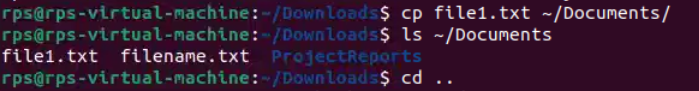 rps@rps-virtual-machine:~/Downloads$ cp file1.txt ~/Documents/
rps@rps-virtual-machine:~/Downloads$ ls ~/Documents
file1.txt  filename.txt  ProjectReports
rps@rps-virtual-machine:~/Downloads$ cd ..